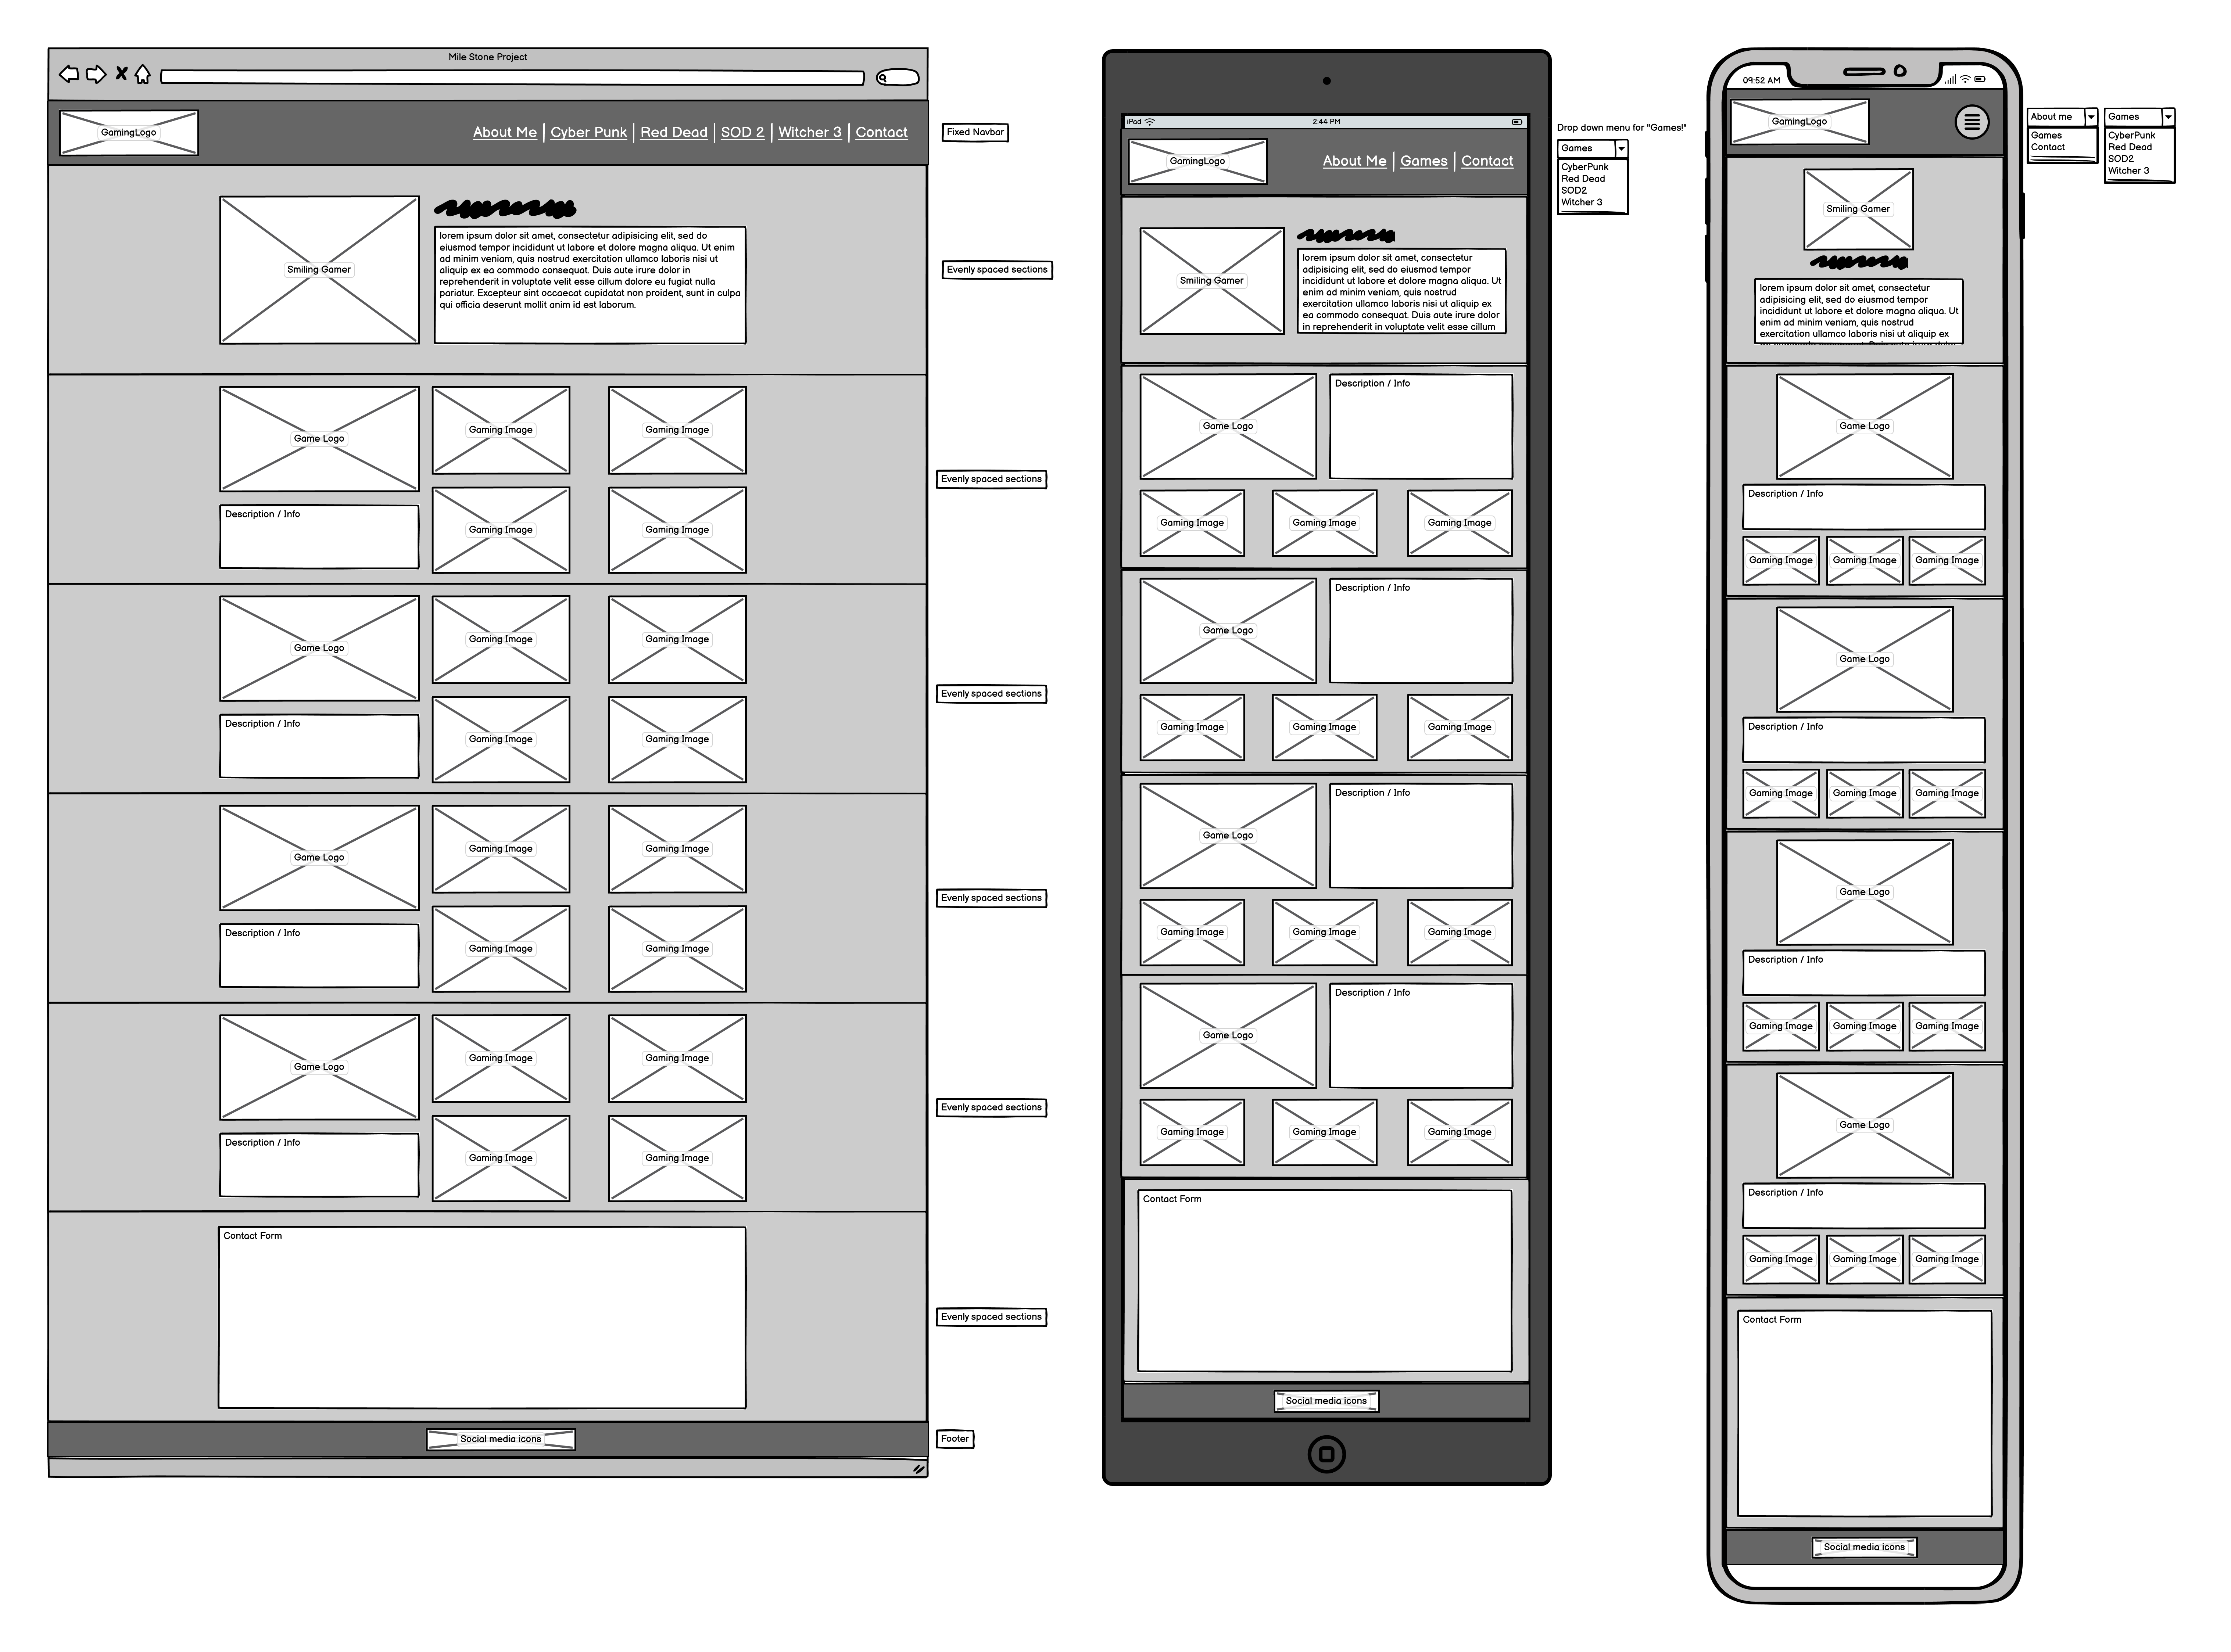 Mile Stone Project
GamingLogo
About Me | Cyber Punk | Red Dead | SOD 2 | Witcher 3 | Contact
Fixed Navbar
Smiling Gamer
lorem ipsum dolor sit amet, consectetur adipisicing elit, sed do
eiusmod tempor incididunt ut labore et dolore magna aliqua. Ut enim
ad minim veniam, quis nostrud exercitation ullamco laboris nisi ut
aliquip ex ea commodo consequat. Duis aute irure dolor in
reprehenderit in voluptate velit esse cillum dolore eu fugiat nulla
pariatur. Excepteur sint occaecat cupidatat non proident, sunt in culpa
qui officia deserunt mollit anim id est laborum.
Evenly spaced sections
Game Logo
Gaming Image
Gaming Image
Description / Info
Gaming Image
Gaming Image
Evenly spaced sections
Game Logo
Gaming Image
Gaming Image
Description / Info
Gaming Image
Gaming Image
Evenly spaced sections
Game Logo
Gaming Image
Gaming Image
Description / Info
Gaming Image
Gaming Image
Evenly spaced sections
Game Logo
Gaming Image
Gaming Image
Description / Info
Gaming Image
Gaming Image
Evenly spaced sections
Contact Form
Evenly spaced sections
Social media icons
Footer
iPad
2:44 PM
GamingLogo
About Me | Games | Contact
Drop down menu for "Games!"
Games
CyberPunk
Red Dead
SOD2
Witcher 3
Smiling Gamer
lorem ipsum dolor sit amet, consectetur
adipisicing elit, sed do eiusmod tempor
incididunt ut labore et dolore magna aliqua. Ut
enim ad minim veniam, quis nostrud
exercitation ullamco laboris nisi ut aliquip ex
ea commodo consequat. Duis aute irure dolor
in reprehenderit in voluptate velit esse cillum
Game Logo
Description / Info
Gaming Image
Gaming Image
Gaming Image
Game Logo
Description / Info
Gaming Image
Gaming Image
Gaming Image
Game Logo
Description / Info
Gaming Image
Gaming Image
Gaming Image
Game Logo
Description / Info
Gaming Image
Gaming Image
Gaming Image
Contact Form
Social media icons
09:52 AM
GamingLogo
About me
Games
Contact
Games
CyberPunk
Red Dead
SOD2
Witcher 3
Smiling Gamer
lorem ipsum dolor sit amet, consectetur
adipisicing elit, sed do eiusmod tempor
incididunt ut labore et dolore magna aliqua. Ut
enim ad minim veniam, quis nostrud
exercitation ullamco laboris nisi ut aliquip ex
Game Logo
Description / Info
Gaming Image
Gaming Image
Gaming Image
Game Logo
Description / Info
Gaming Image
Gaming Image
Gaming Image
Game Logo
Description / Info
Gaming Image
Gaming Image
Gaming Image
Game Logo
Description / Info
Gaming Image
Gaming Image
Gaming Image
Contact Form
Social media icons